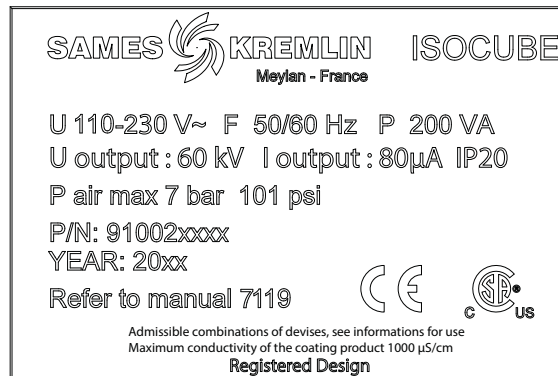 SAMES KREMLIN ISOCUBE
Meylan - France
U 110-230 V~ F 50/60 Hz P 200 VA
U output : 60 kV I output : 80µA IP20
P air max 7 bar 101 psi
P/N: 91002xxxx
YEAR: 20xx
Refer to manual 7119
CE
C SA ® US
Admissible combinations of devises, see informations for use
Maximum conductivity of the coating product 1000 µS/cm
Registered Design